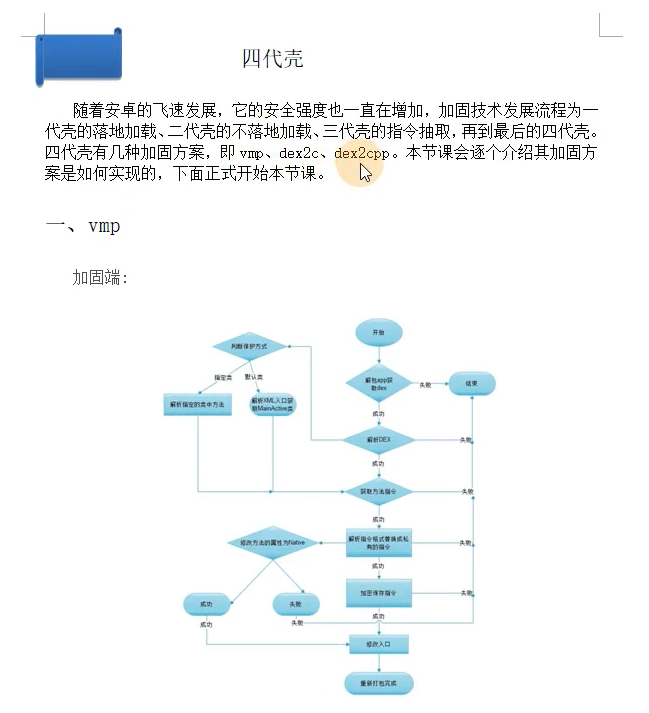 四代壳
随着安卓的飞速发展，它的安全强度也一直在增加，加固技术发展流程为一
代壳的落地加载、二代壳的不落地加载、三代壳的指令抽取，再到最后的四代壳。
四代壳有几种加固方案，即 vmp、dex2c、dex2cpp。本节课会逐个介绍其加固方
案是如何实现的，下面正式开始本节课。
一、vmp
加固端:
开始
判断保护方式
解包app获
取dex
失败
结束
指定类
默认类
解析指定的类中方法
解析XML入口获
取MainActive类
成功
解析DEX
失败
成功
获取方法指令
失败
成功
修改方法的属性为Native
解析指令格式替换成私
有的指令
失败
成功
加密保存指令
失败
成功
失败
成功
成功
失败
修改入口
重新打包完成